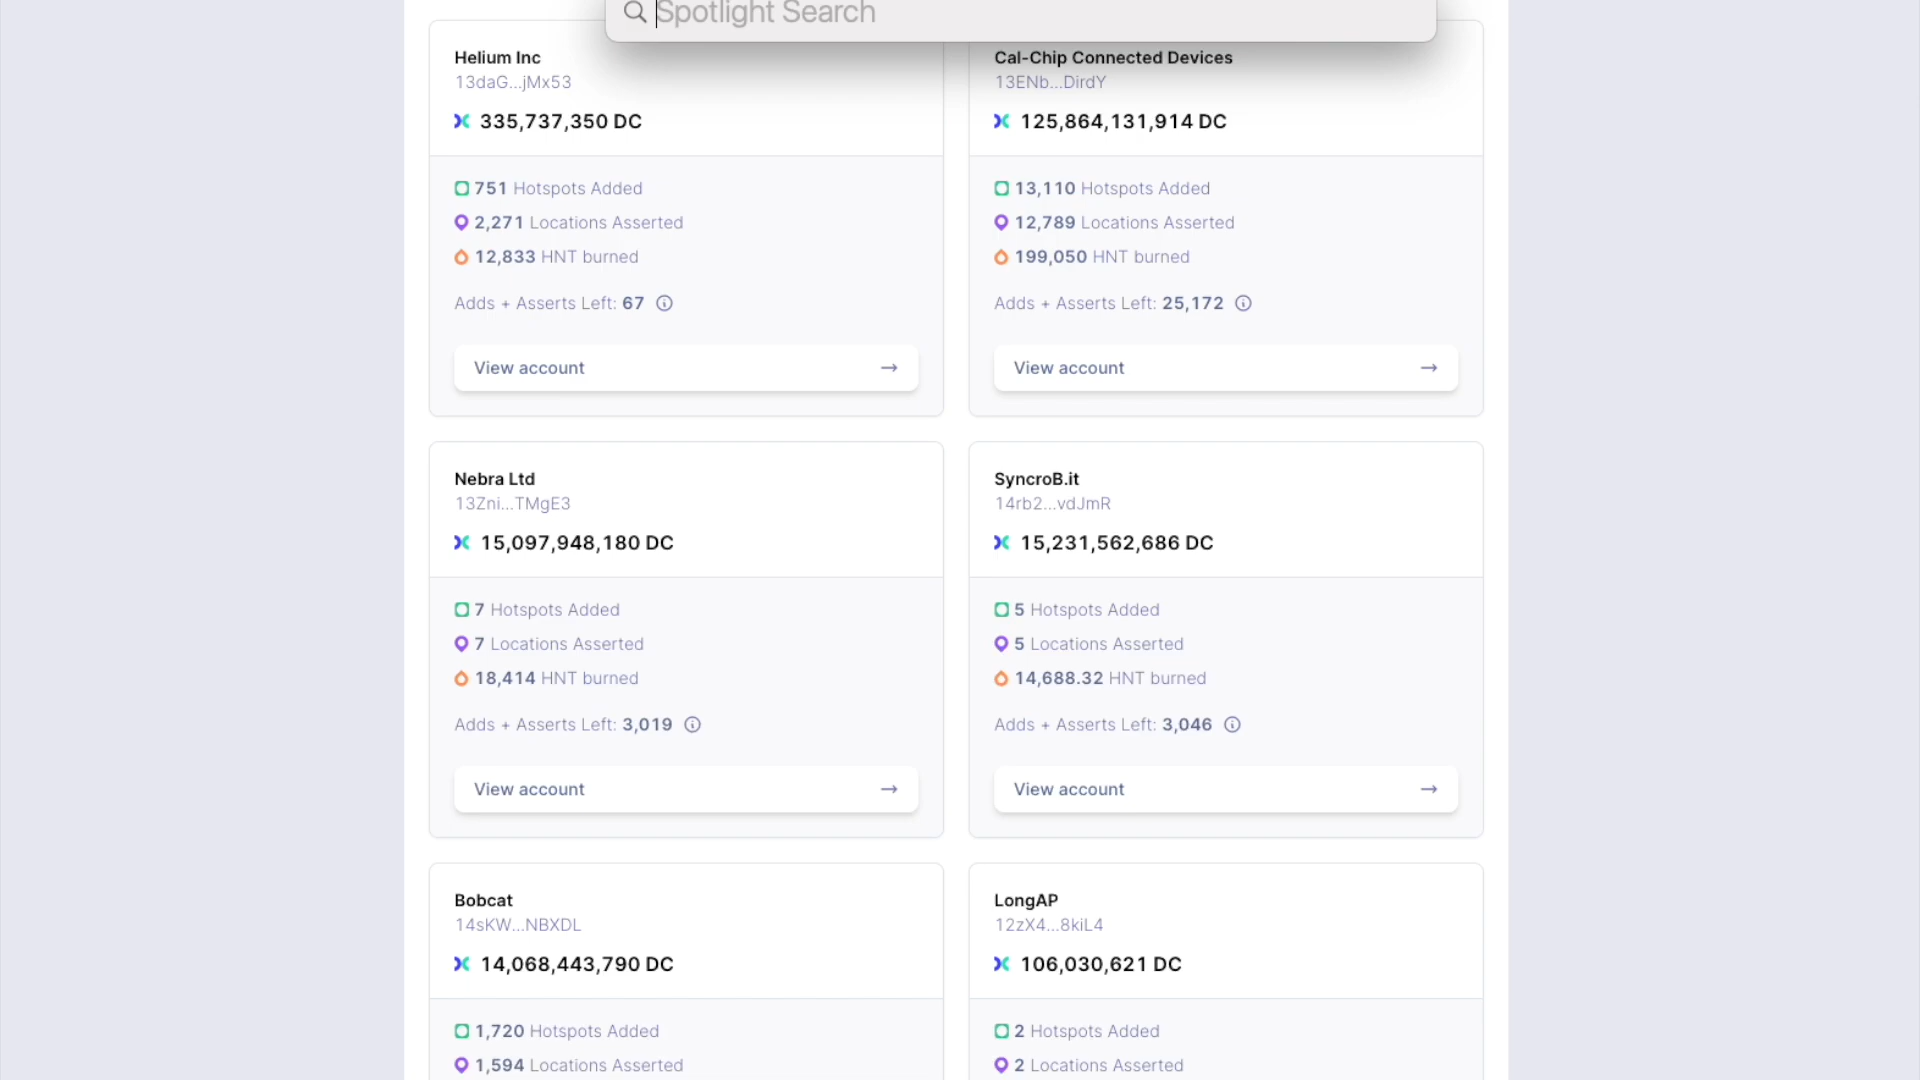 Spotlight Search
Helium Inc
13daG...jMx53
335,737,350 DC
751 Hotspots Added
2,271 Locations Asserted
12,833 HNT burned
Adds + Asserts Left: 67
View account
Cal-Chip Connected Devices
13ENb...DirdY
125,864,131,914 DC
13,110 Hotspots Added
12,789 Locations Asserted
199,050 HNT burned
Adds + Asserts Left: 25,172
View account
Nebra Ltd
13Zni...TMgE3
15,097,948,180 DC
7 Hotspots Added
7 Locations Asserted
18,414 HNT burned
Adds + Asserts Left: 3,019
View account
SyncroB.it
14rb2...vdJmR
15,231,562,686 DC
5 Hotspots Added
5 Locations Asserted
14,688.32 HNT burned
Adds + Asserts Left: 3,046
View account
Bobcat
14sKW...NBXDL
14,068,443,790 DC
1,720 Hotspots Added
1,594 Locations Asserted
LongAP
12zX4...8kiL4
106,030,621 DC
2 Hotspots Added
2 Locations Asserted